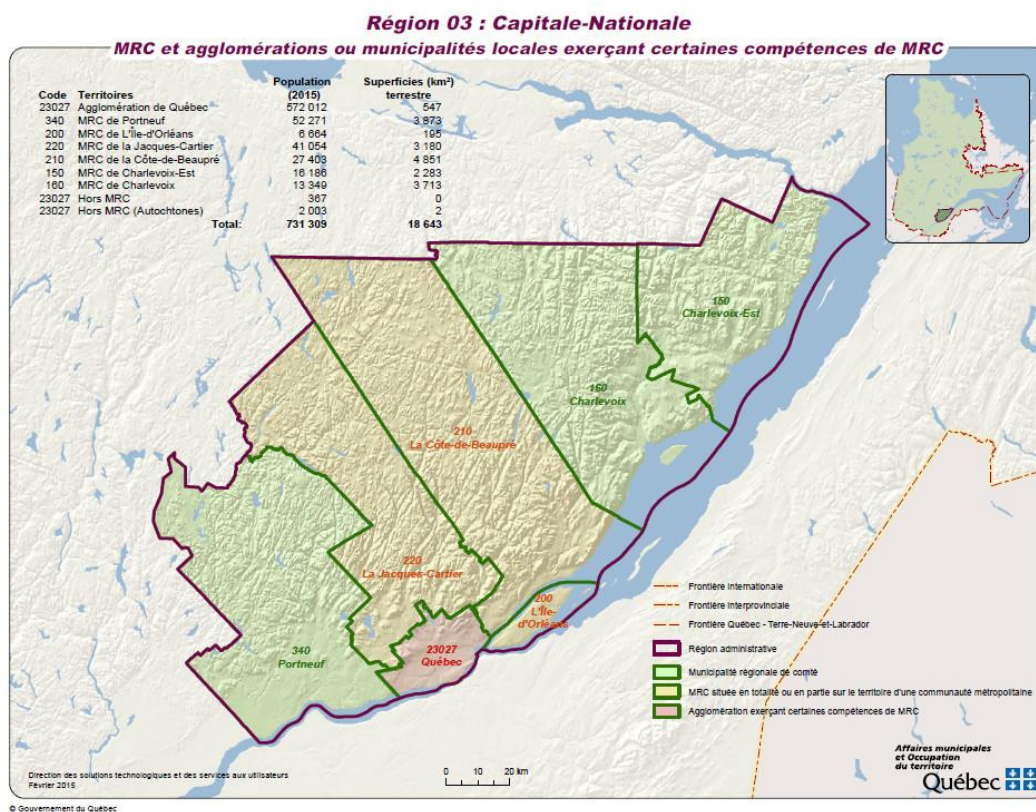 Région 03 : Capitale-Nationale
MRC et agglomérations ou municipalités locales exerçant certaines compétences de MRC
Population Superficies (km²)
Code Territoires (2015) terrestre
23027 Agglomération de Québec 572 012 547
340 MRC de Portneuf 52 271 3 873
200 MRC de L'Île-d'Orléans 6 664 195
220 MRC de la Jacques-Cartier 41 054 3 180
210 MRC de la Côte-de-Beaupré 27 403 4 851
150 MRC de Charlevoix-Est 16 186 2 283
160 MRC de Charlevoix 13 349 3 713
23027 Hors MRC 367 0
23027 Hors MRC (Autochtones) 2 003 2
Total: 731 309 18 643
150
Charlevoix-Est
160
Charlevoix
210
La Côte-de-Beaupré
220
La Jacques-Cartier
200
L'Île-
d'Orléans
23027
Québec
340
Portneuf
Frontière internationale
Frontière interprovinciale
Frontière Québec - Terre-Neuve-et-Labrador
Région administrative
Municipalité régionale de comté
MRC située en totalité ou en partie sur le territoire d'une communauté métropolitaine
Agglomération exerçant certaines compétences de MRC
Direction des solutions technologiques et des services aux utilisateurs
Février 2015
0 10 20 km
Affaires municipales
et Occupation
du territoire
Québec
© Gouvernement du Québec